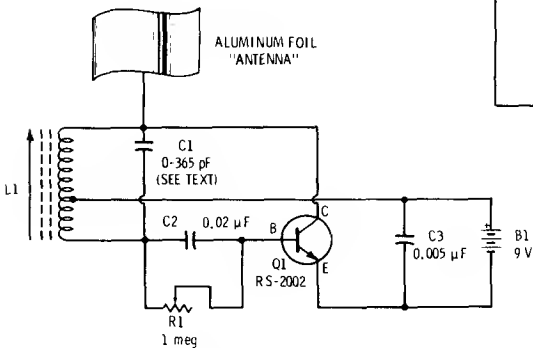 ALUMINUM FOIL
"ANTENNA"
C1
0-365 pF
(SEE TEXT)
L1
C2 0.02 µF
B
C
E
Q1
RS-2002
C3
0.005 µF
B1
9 V
R1
1 meg